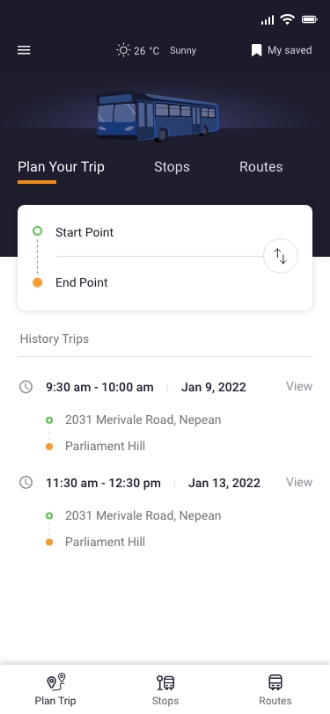 26 °C Sunny My saved
Plan Your Trip Stops Routes
Start Point
End Point
History Trips
9:30 am - 10:00 am Jan 9, 2022 View
2031 Merivale Road, Nepean
Parliament Hill
11:30 am - 12:30 pm Jan 13, 2022 View
2031 Merivale Road, Nepean
Parliament Hill
Plan Trip Stops Routes